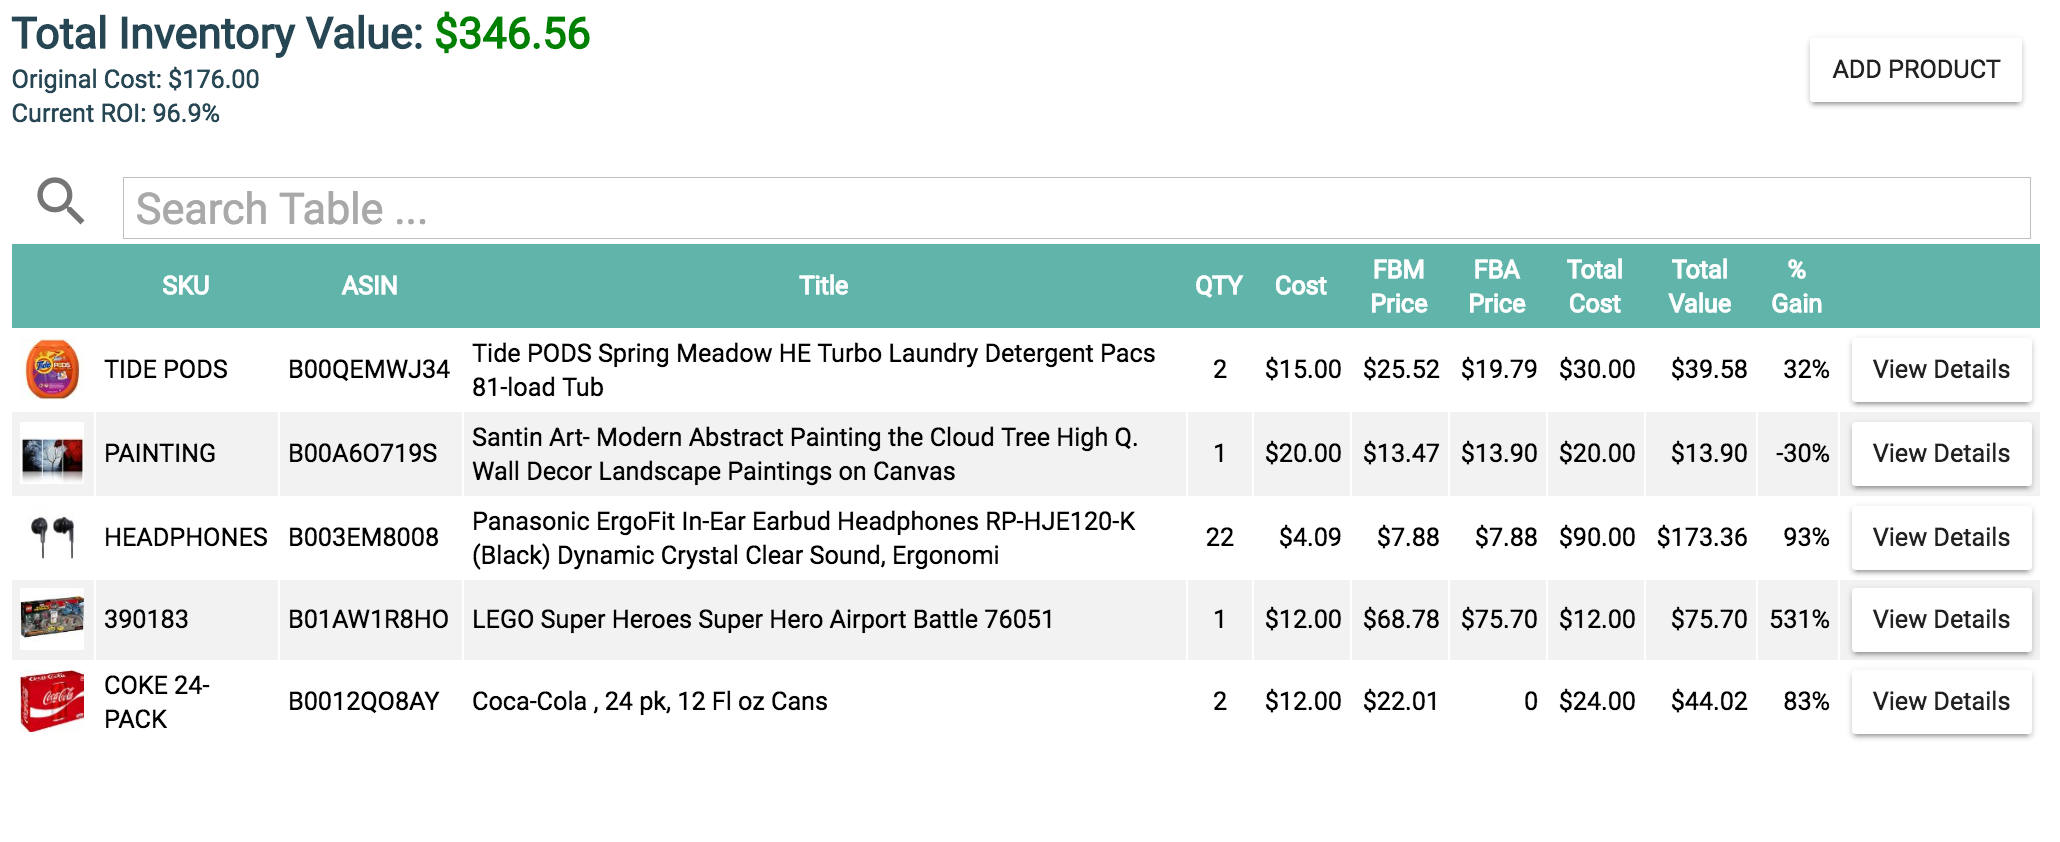 Total Inventory Value: $346.56
Original Cost: $176.00
Current ROI: 96.9%
ADD PRODUCT
Search Table ...
SKU ASIN Title QTY Cost FBM Price FBA Price Total Cost Total Value % Gain
TIDE PODS B00QEMWJ34 Tide PODS Spring Meadow HE Turbo Laundry Detergent Pacs
81-load Tub 2 $15.00 $25.52 $19.79 $30.00 $39.58 32% View Details
PAINTING B00A6O719S Santin Art- Modern Abstract Painting the Cloud Tree High Q.
Wall Decor Landscape Paintings on Canvas 1 $20.00 $13.47 $13.90 $20.00 $13.90 -30% View Details
HEADPHONES B003EM8008 Panasonic ErgoFit In-Ear Earbud Headphones RP-HJE120-K
(Black) Dynamic Crystal Clear Sound, Ergonomi 22 $4.09 $7.88 $7.88 $90.00 $173.36 93% View Details
390183 B01AW1R8HO LEGO Super Heroes Super Hero Airport Battle 76051 1 $12.00 $68.78 $75.70 $12.00 $75.70 531% View Details
COKE 24-
PACK B0012QO8AY Coca-Cola , 24 pk, 12 Fl oz Cans 2 $12.00 $22.01 0 $24.00 $44.02 83% View Details